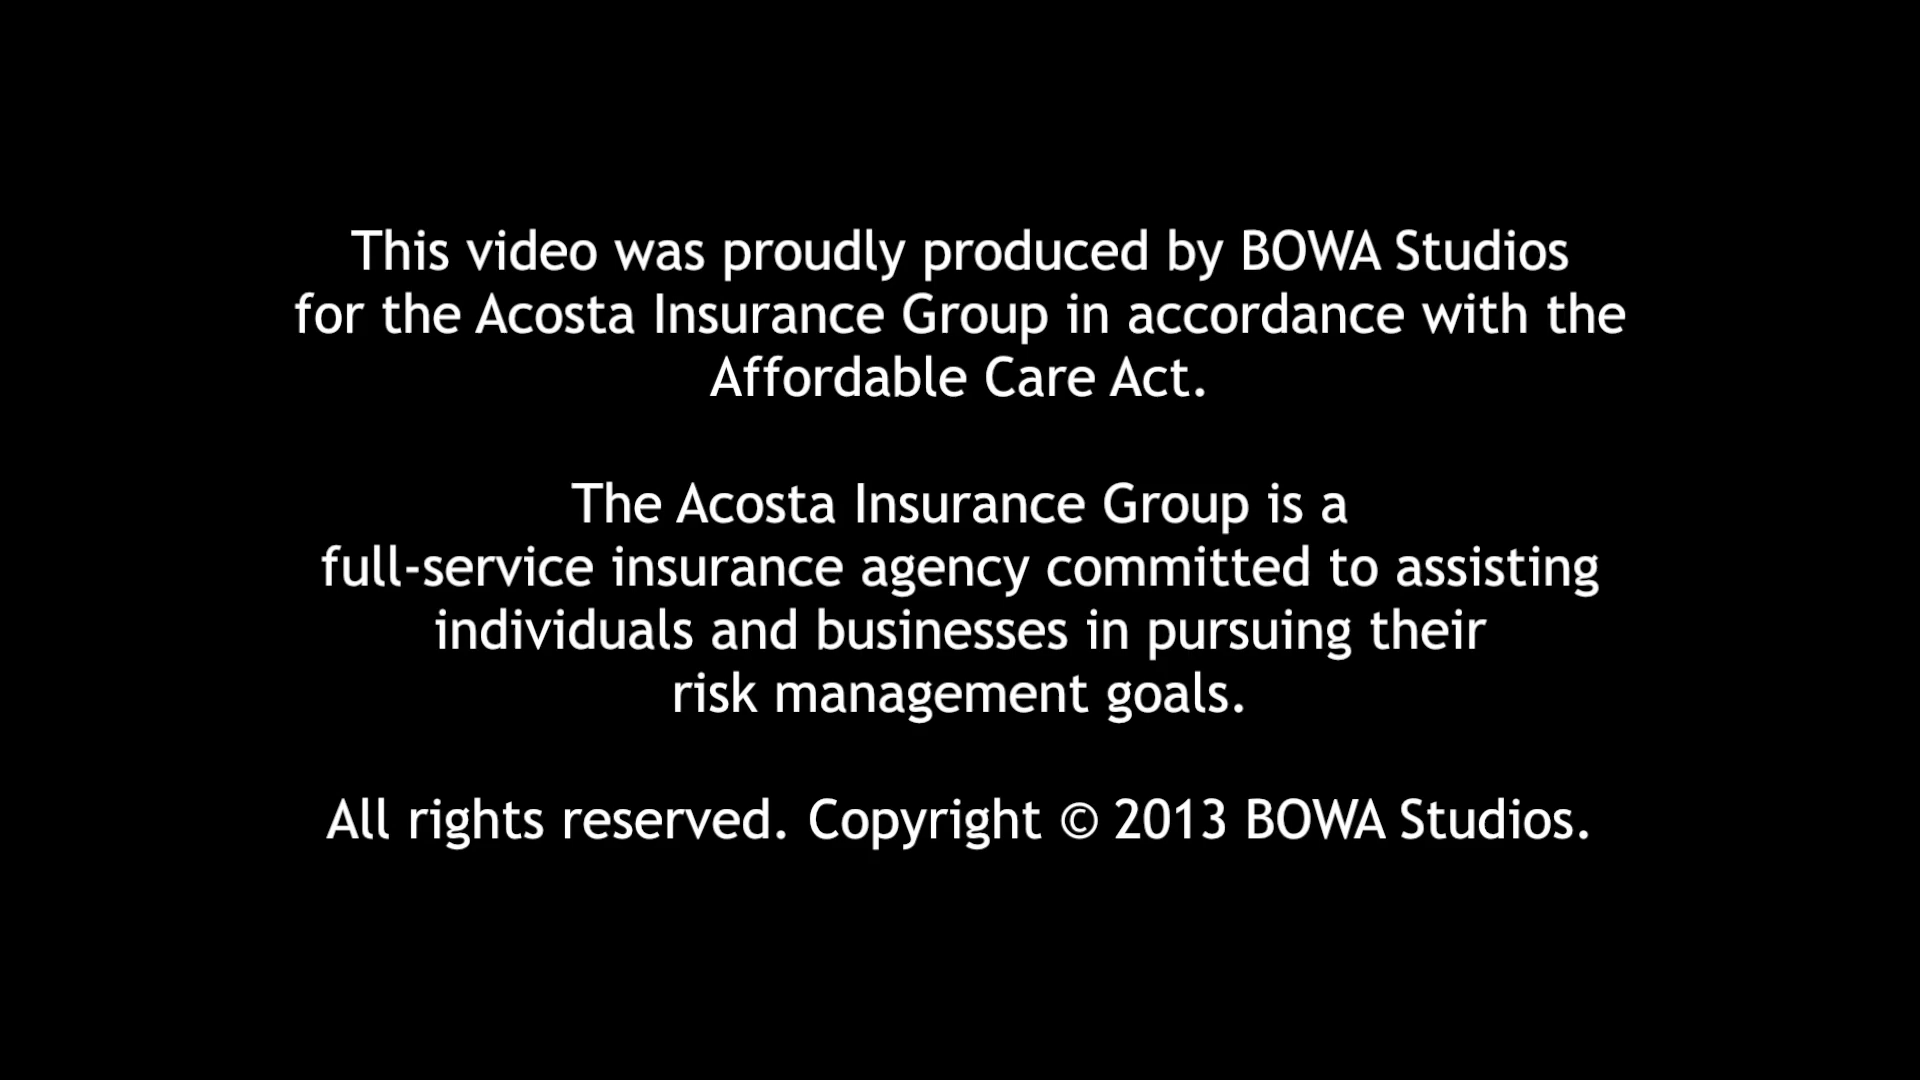 This video was proudly produced by BOWA Studios
for the Acosta Insurance Group in accordance with the
Affordable Care Act.
The Acosta Insurance Group is a
full-service insurance agency committed to assisting
individuals and businesses in pursuing their
risk management goals.
All rights reserved. Copyright © 2013 BOWA Studios.